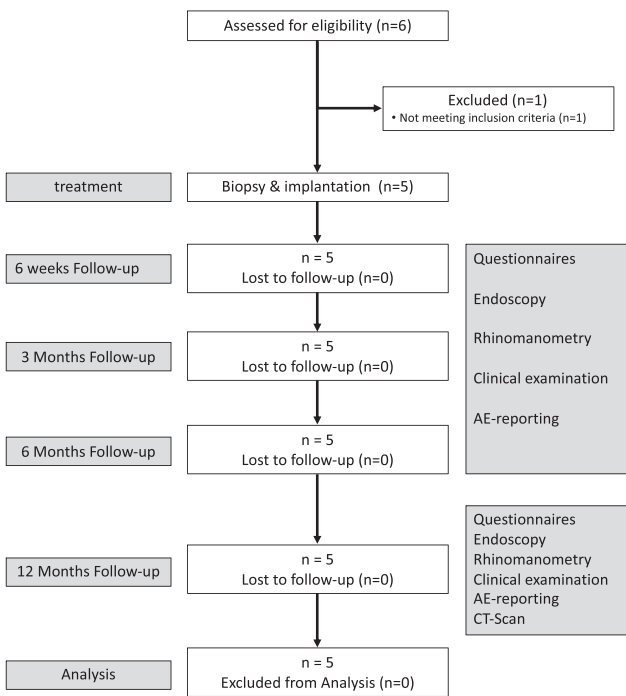 Assessed for eligibility (n=6)
Excluded (n=1)
• Not meeting inclusion criteria (n=1)
treatment
Biopsy & implantation (n=5)
6 weeks Follow-up
n = 5
Lost to follow-up (n=0)
3 Months Follow-up
n = 5
Lost to follow-up (n=0)
6 Months Follow-up
n = 5
Lost to follow-up (n=0)
Questionnaires
Endoscopy
Rhinomanometry
Clinical examination
AE-reporting
12 Months Follow-up
n = 5
Lost to follow-up (n=0)
Questionnaires
Endoscopy
Rhinomanometry
Clinical examination
AE-reporting
CT-Scan
Analysis
n = 5
Excluded from Analysis (n=0)